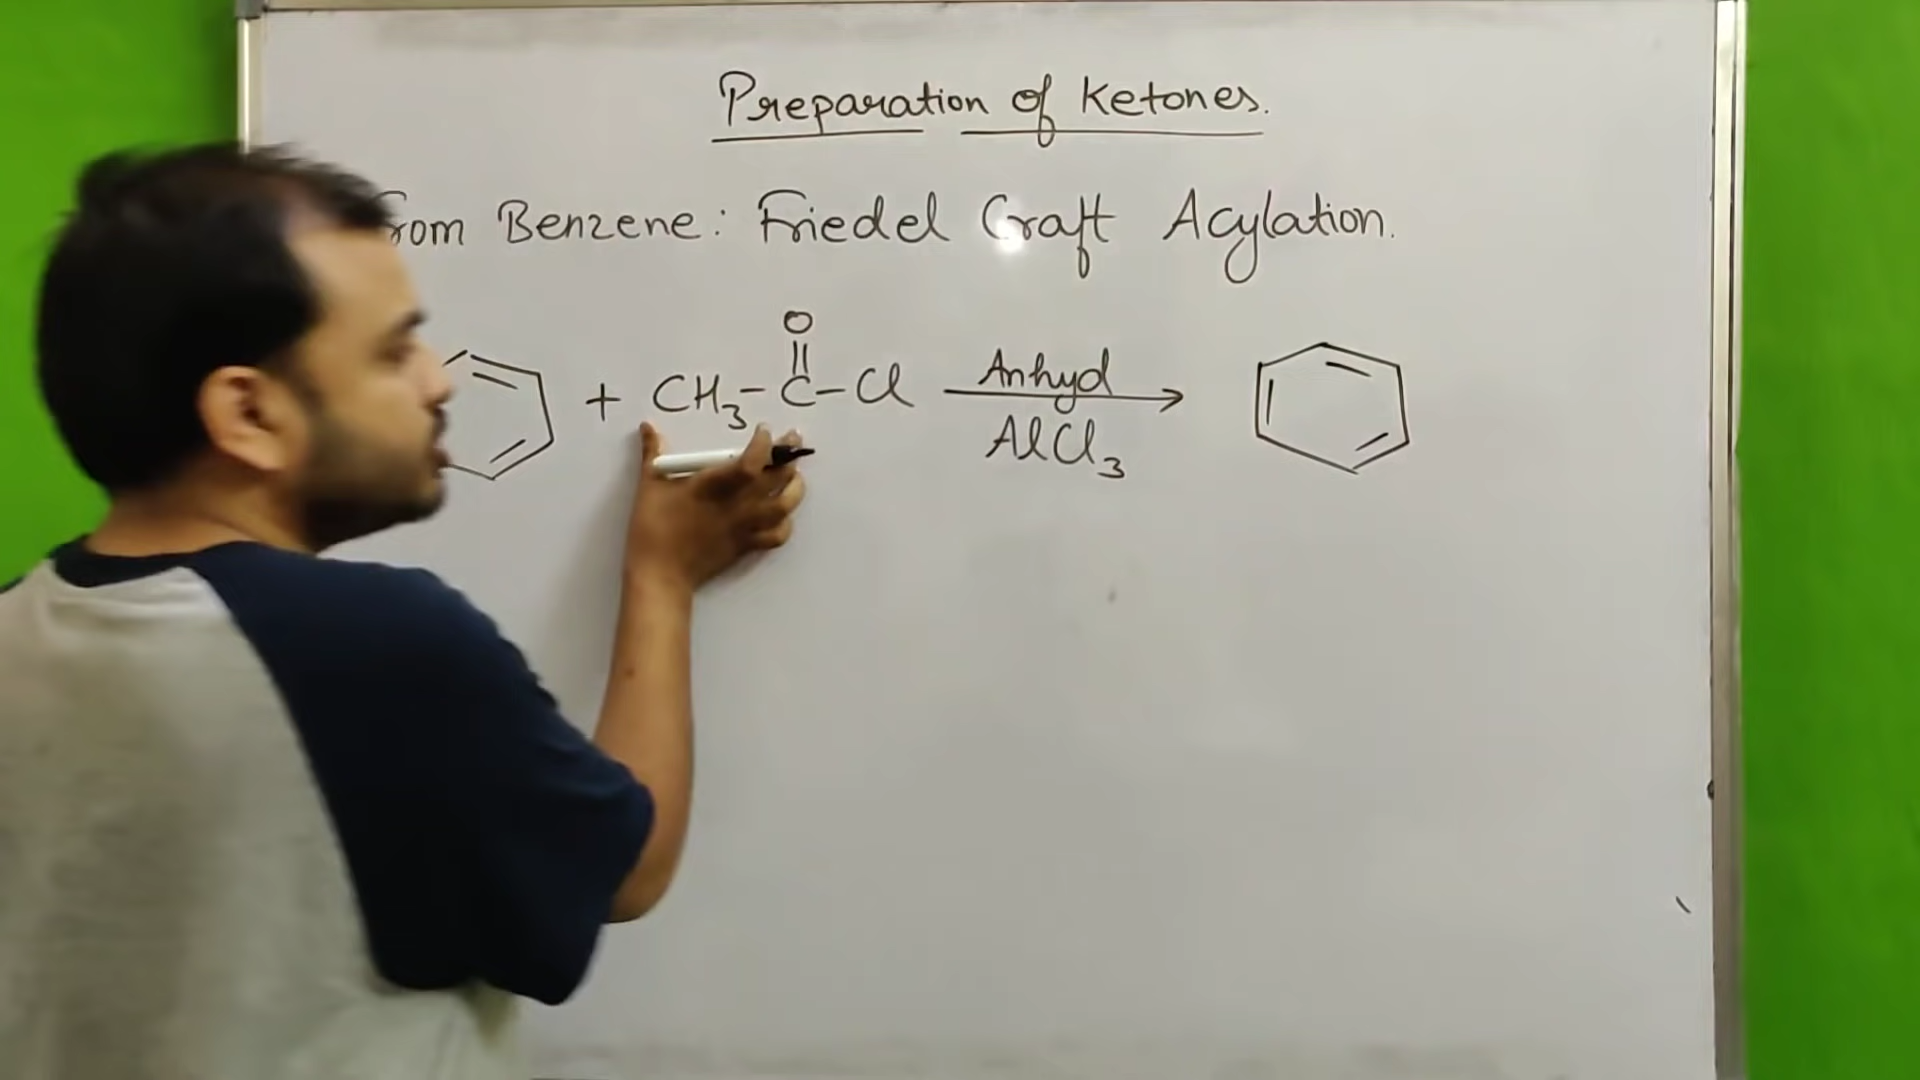 Preparation of Ketones.
rom Benzene: Friedel Craft Acylation.
O
+ CH3-C-Cl Anhyd
AlCl3